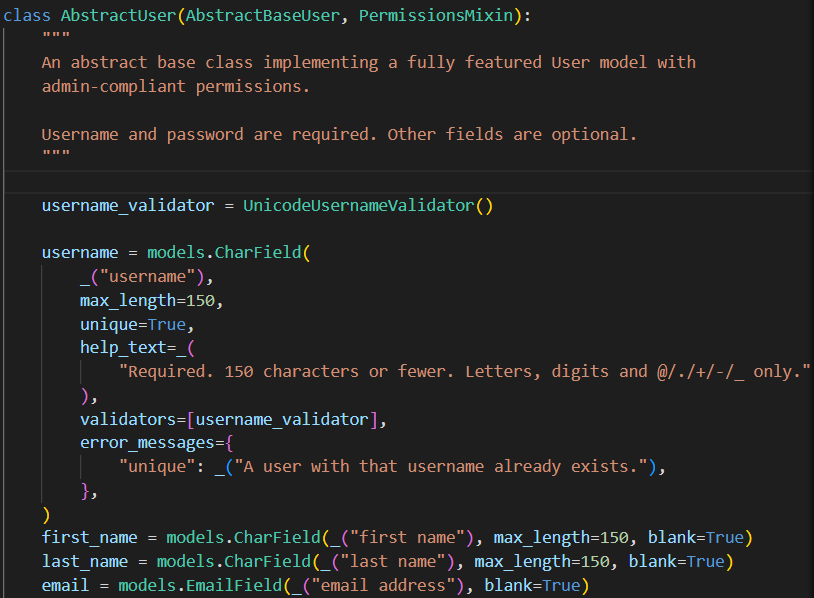 class AbstractUser(AbstractBaseUser, PermissionsMixin):
"""
An abstract base class implementing a fully featured User model with
admin-compliant permissions.
Username and password are required. Other fields are optional.
"""
username_validator = UnicodeUsernameValidator()
username = models.CharField(
_("username"),
max_length=150,
unique=True,
help_text=_(
"Required. 150 characters or fewer. Letters, digits and @/./+/-/_ only."
),
validators=[username_validator],
error_messages={
"unique": _("A user with that username already exists."),
},
)
first_name = models.CharField(_("first name"), max_length=150, blank=True)
last_name = models.CharField(_("last name"), max_length=150, blank=True)
email = models.EmailField(_("email address"), blank=True)